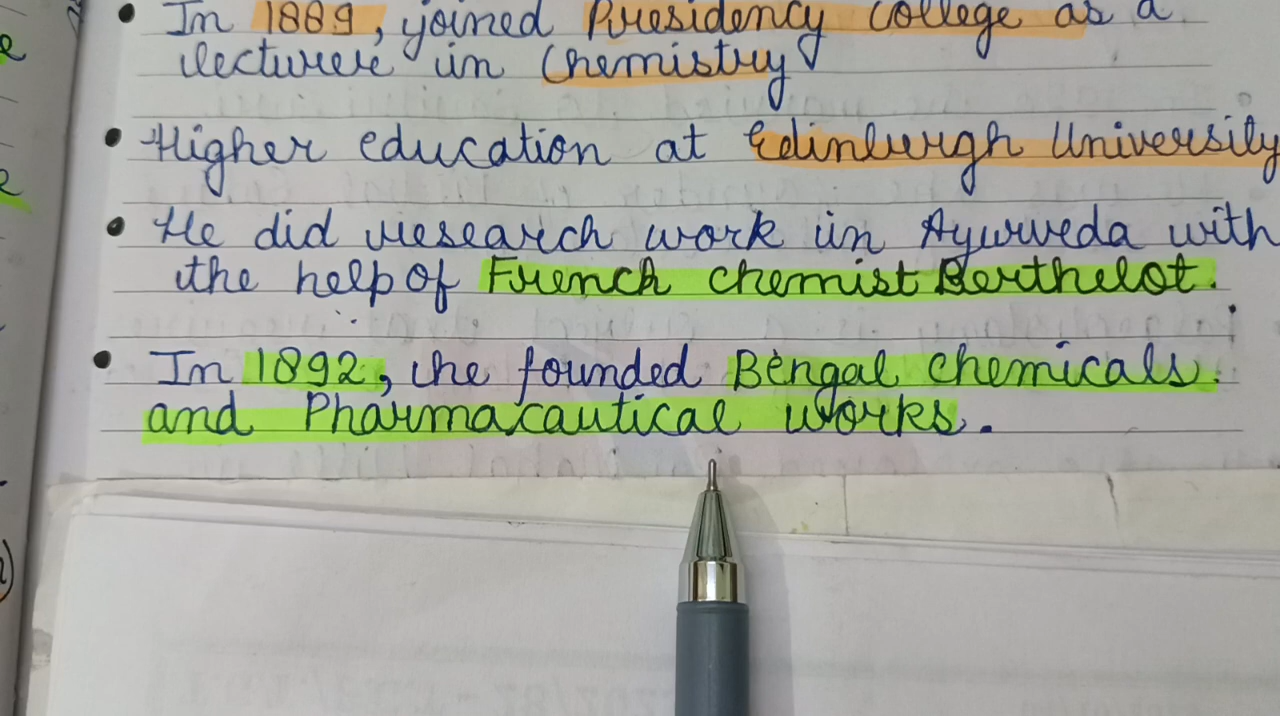 • In 1889, joined Presidency College as a
lecturer in Chemistry
• Higher education at Edinburgh University
• He did research work in Ayurveda with
the help of French chemist Berthelot.
• In 1892, he founded Bengal chemicals
and Pharmacautical works.